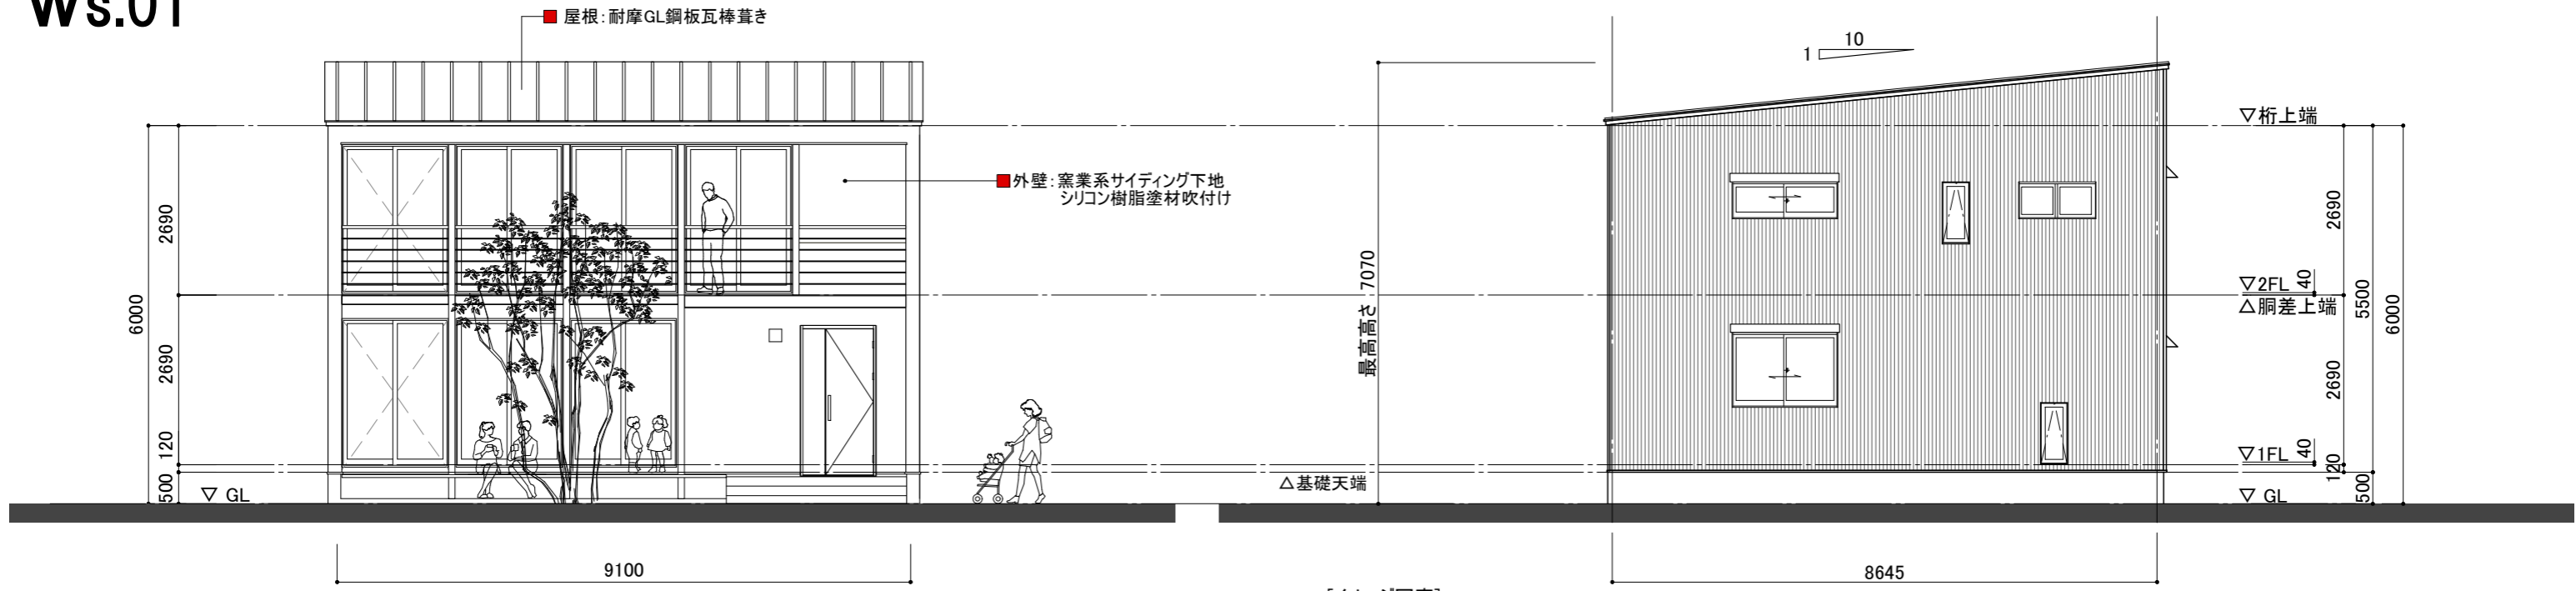 Ws.01
■ 屋根：耐摩GL鋼板瓦棒葺き
■外壁：窯業系サイディング下地
シリコン樹脂塗材吹付け
6000
2690
2690
120
500
▽ GL
9100
最高高さ 7070
△基礎天端
10
1
▽桁上端
▽2FL
△胴差上端
▽1FL
▽ GL
40
40
2690
2690
120
5500
500
6000
8645